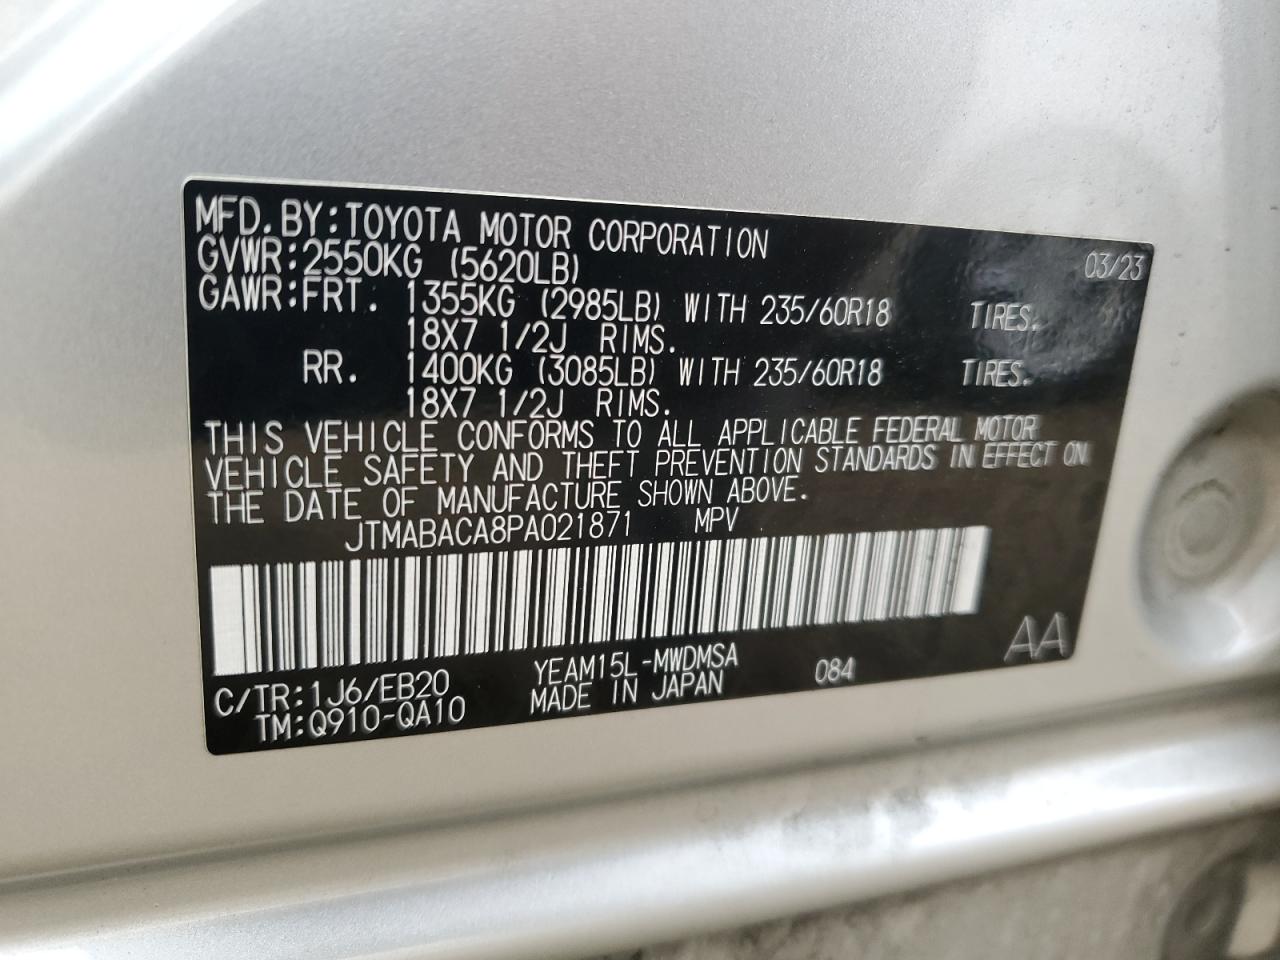 MFD. BY: TOYOTA MOTOR CORPORATION 03/23
GVWR: 2550KG (5620LB)
GAWR: FRT. 1355KG (2985LB) WITH 235/60R18 TIRES.
18X7 1/2J RIMS.
RR. 1400KG (3085LB) WITH 235/60R18 TIRES.
18X7 1/2J RIMS.
THIS VEHICLE CONFORMS TO ALL APPLICABLE FEDERAL MOTOR
VEHICLE SAFETY AND THEFT PREVENTION STANDARDS IN EFFECT ON
THE DATE OF MANUFACTURE SHOWN ABOVE.
JTMABACA8PA021871 MPV
C/TR: 1J6/EB20 YEAM15L-MWDMSA 084 AA
TM: Q910-QA10 MADE IN JAPAN